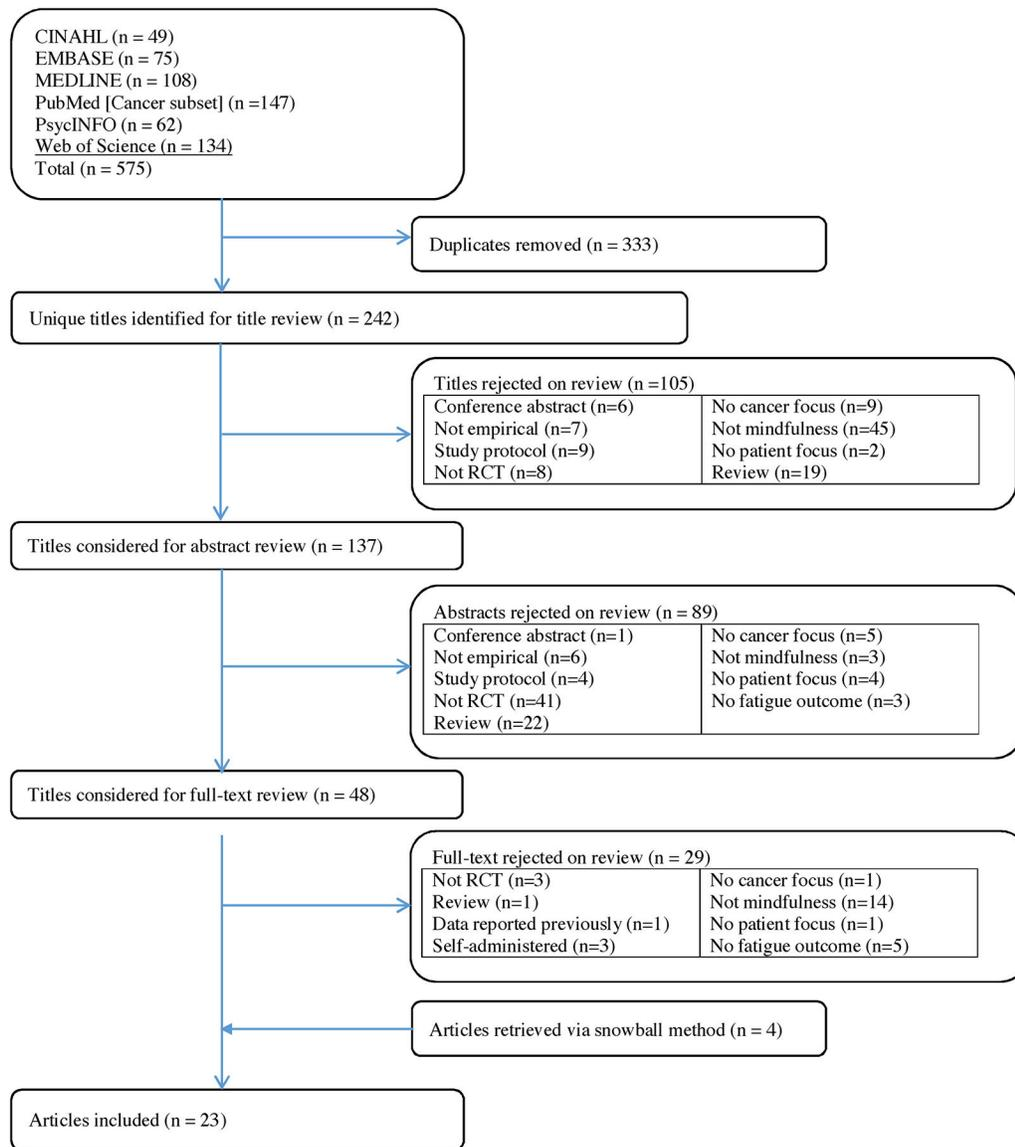 CINAHL (n = 49)
EMBASE (n = 75)
MEDLINE (n = 108)
PubMed [Cancer subset] (n =147)
PsycINFO (n = 62)
Web of Science (n = 134)
Total (n = 575)
Duplicates removed (n = 333)
Unique titles identified for title review (n = 242)
Titles rejected on review (n =105)
Conference abstract (n=6)
Not empirical (n=7)
Study protocol (n=9)
Not RCT (n=8)
No cancer focus (n=9)
Not mindfulness (n=45)
No patient focus (n=2)
Review (n=19)
Titles considered for abstract review (n = 137)
Abstracts rejected on review (n = 89)
Conference abstract (n=1)
Not empirical (n=6)
Study protocol (n=4)
Not RCT (n=41)
Review (n=22)
No cancer focus (n=5)
Not mindfulness (n=3)
No patient focus (n=4)
No fatigue outcome (n=3)
Titles considered for full-text review (n = 48)
Full-text rejected on review (n = 29)
Not RCT (n=3)
Review (n=1)
Data reported previously (n=1)
Self-administered (n=3)
No cancer focus (n=1)
Not mindfulness (n=14)
No patient focus (n=1)
No fatigue outcome (n=5)
Articles retrieved via snowball method (n = 4)
Articles included (n = 23)